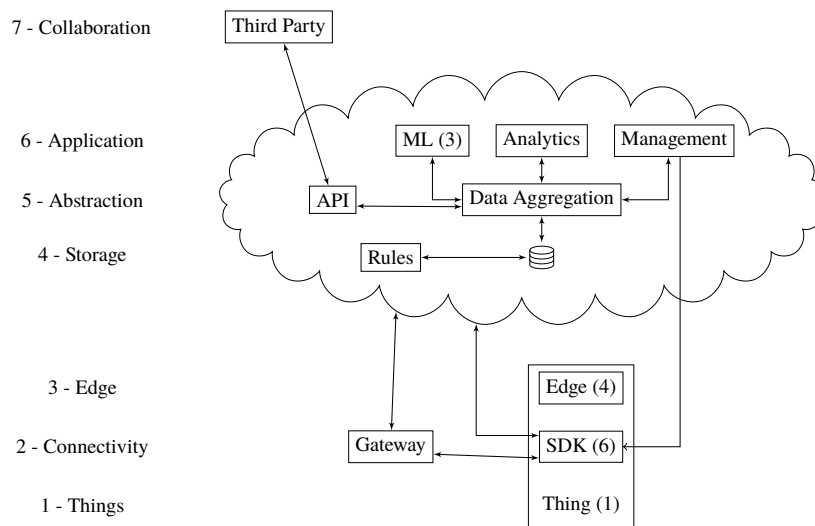 7 - Collaboration
Third Party
6 - Application
ML (3)
Analytics
Management
5 - Abstraction
API
Data Aggregation
4 - Storage
Rules
3 - Edge
Edge (4)
2 - Connectivity
Gateway
SDK (6)
1 - Things
Thing (1)